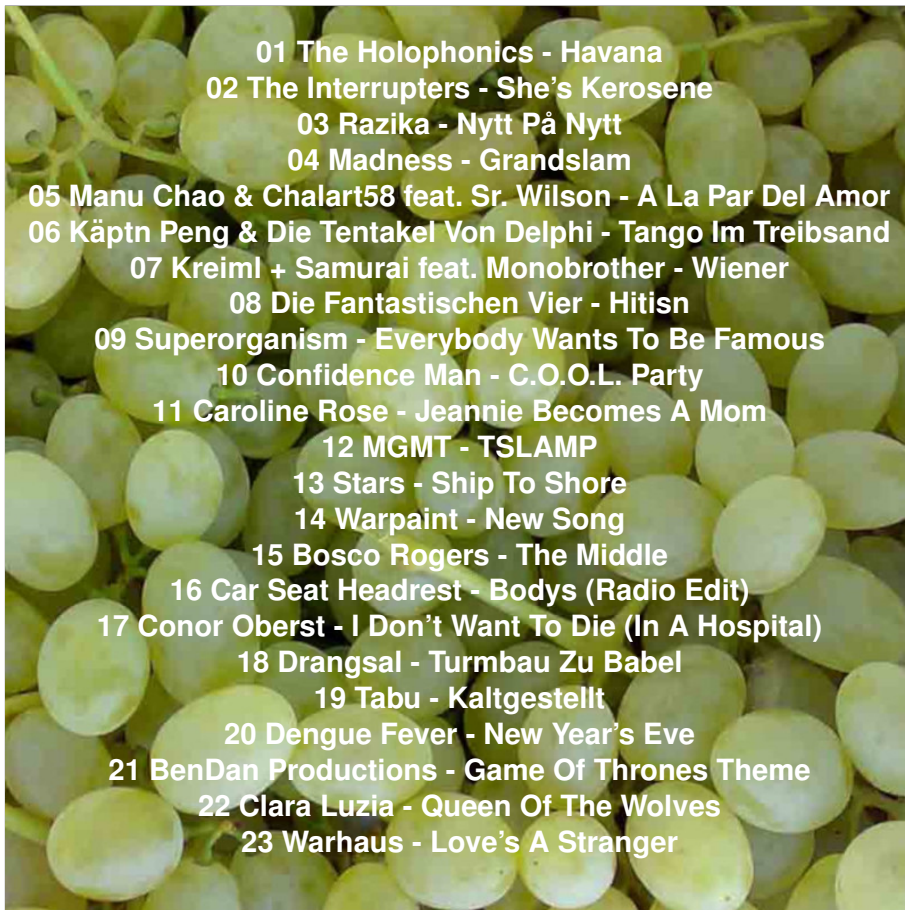 01 The Holophonics - Havana
02 The Interrupters - She's Kerosene
03 Razika - Nytt På Nytt
04 Madness - Grandslam
05 Manu Chao & Chalart58 feat. Sr. Wilson - A La Par Del Amor
06 Käptn Peng & Die Tentakel Von Delphi - Tango Im Treibsand
07 Kreiml + Samurai feat. Monobrother - Wiener
08 Die Fantastischen Vier - Hitisn
09 Superorganism - Everybody Wants To Be Famous
10 Confidence Man - C.O.O.L. Party
11 Caroline Rose - Jeannie Becomes A Mom
12 MGMT - TSLAMP
13 Stars - Ship To Shore
14 Warpaint - New Song
15 Bosco Rogers - The Middle
16 Car Seat Headrest - Bodys (Radio Edit)
17 Conor Oberst - I Don't Want To Die (In A Hospital)
18 Drangsal - Turmbau Zu Babel
19 Tabu - Kaltgestellt
20 Dengue Fever - New Year's Eve
21 BenDan Productions - Game Of Thrones Theme
22 Clara Luzia - Queen Of The Wolves
23 Warhaus - Love's A Stranger